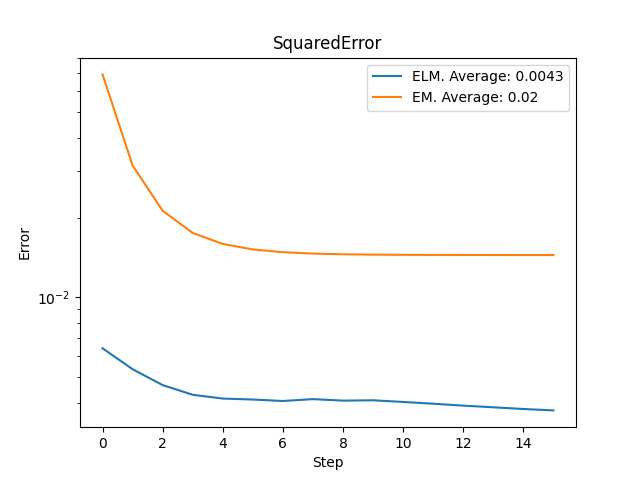 SquaredError
ELM. Average: 0.0043
EM. Average: 0.02
Error
10⁻²
0 2 4 6 8 10 12 14
Step